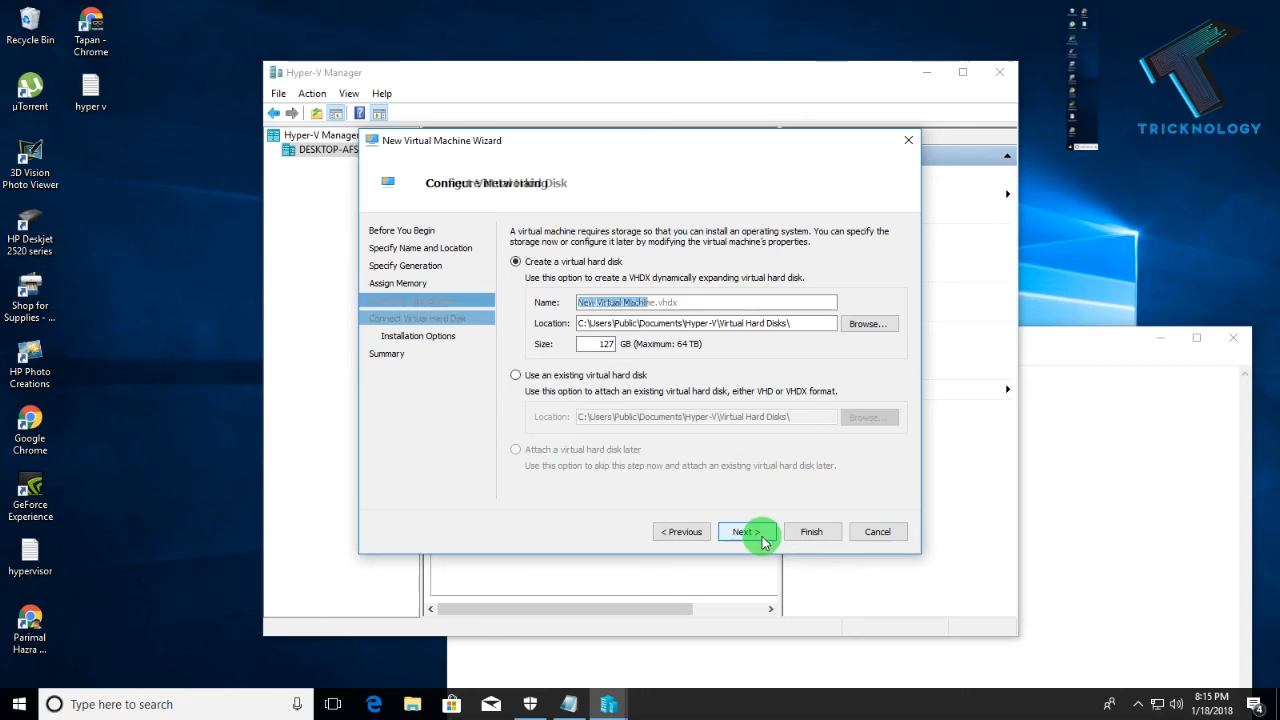 Recycle Bin
Tapan -
Chrome
µTorrent
hyper v
3D Vision
Photo Viewer
HP Deskjet
2520 series
Shop for
Supplies - ...
HP Photo
Creations
Google
Chrome
GeForce
Experience
hypervisor
Parimal
Hazra ...
TRICKNOLOGY
Hyper-V Manager
File
Action
View
Help
Hyper-V Manager
DESKTOP-AFS
New Virtual Machine Wizard
Before You Begin
Specify Name and Location
Specify Generation
Assign Memory
Connect Virtual Hard Disk
Installation Options
Summary
A virtual machine requires storage so that you can install an operating system. You can specify the
storage now or configure it later by modifying the virtual machine's properties.
Create a virtual hard disk
Use this option to create a VHDX dynamically expanding virtual hard disk.
Name: New Virtual Machine.vhdx
Location: C:\Users\Public\Documents\Hyper-V\Virtual Hard Disks\ Browse...
Size: 127 GB (Maximum: 64 TB)
Use an existing virtual hard disk
Use this option to attach an existing virtual hard disk, either VHD or VHDX format.
Location: C:\Users\Public\Documents\Hyper-V\Virtual Hard Disks\ Browse...
Attach a virtual hard disk later
Use this option to skip this step now and attach an existing virtual hard disk later.
< Previous
Next >
Finish
Cancel
Type here to search
8:15 PM
1/18/2018
4